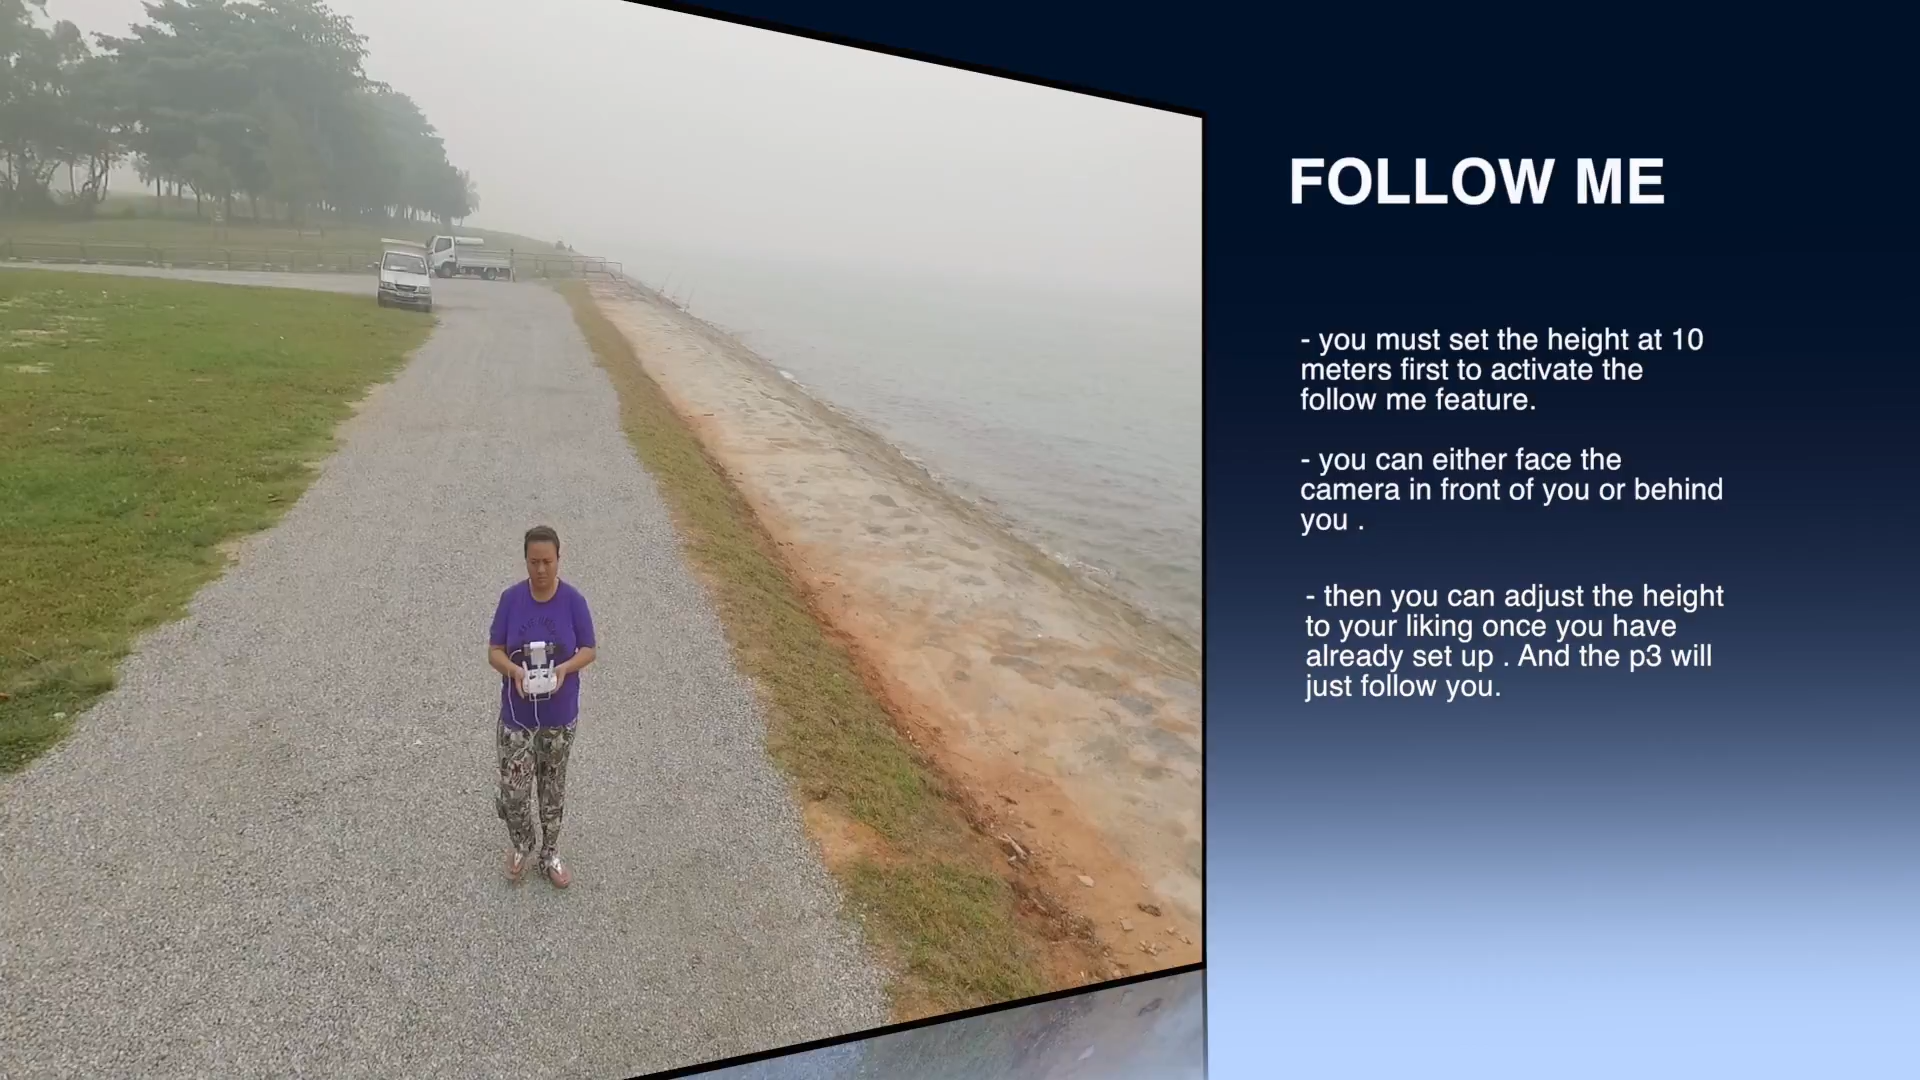 FOLLOW ME
- you must set the height at 10
meters first to activate the
follow me feature.
- you can either face the
camera in front of you or behind
you .
- then you can adjust the height
to your liking once you have
already set up . And the p3 will
just follow you.